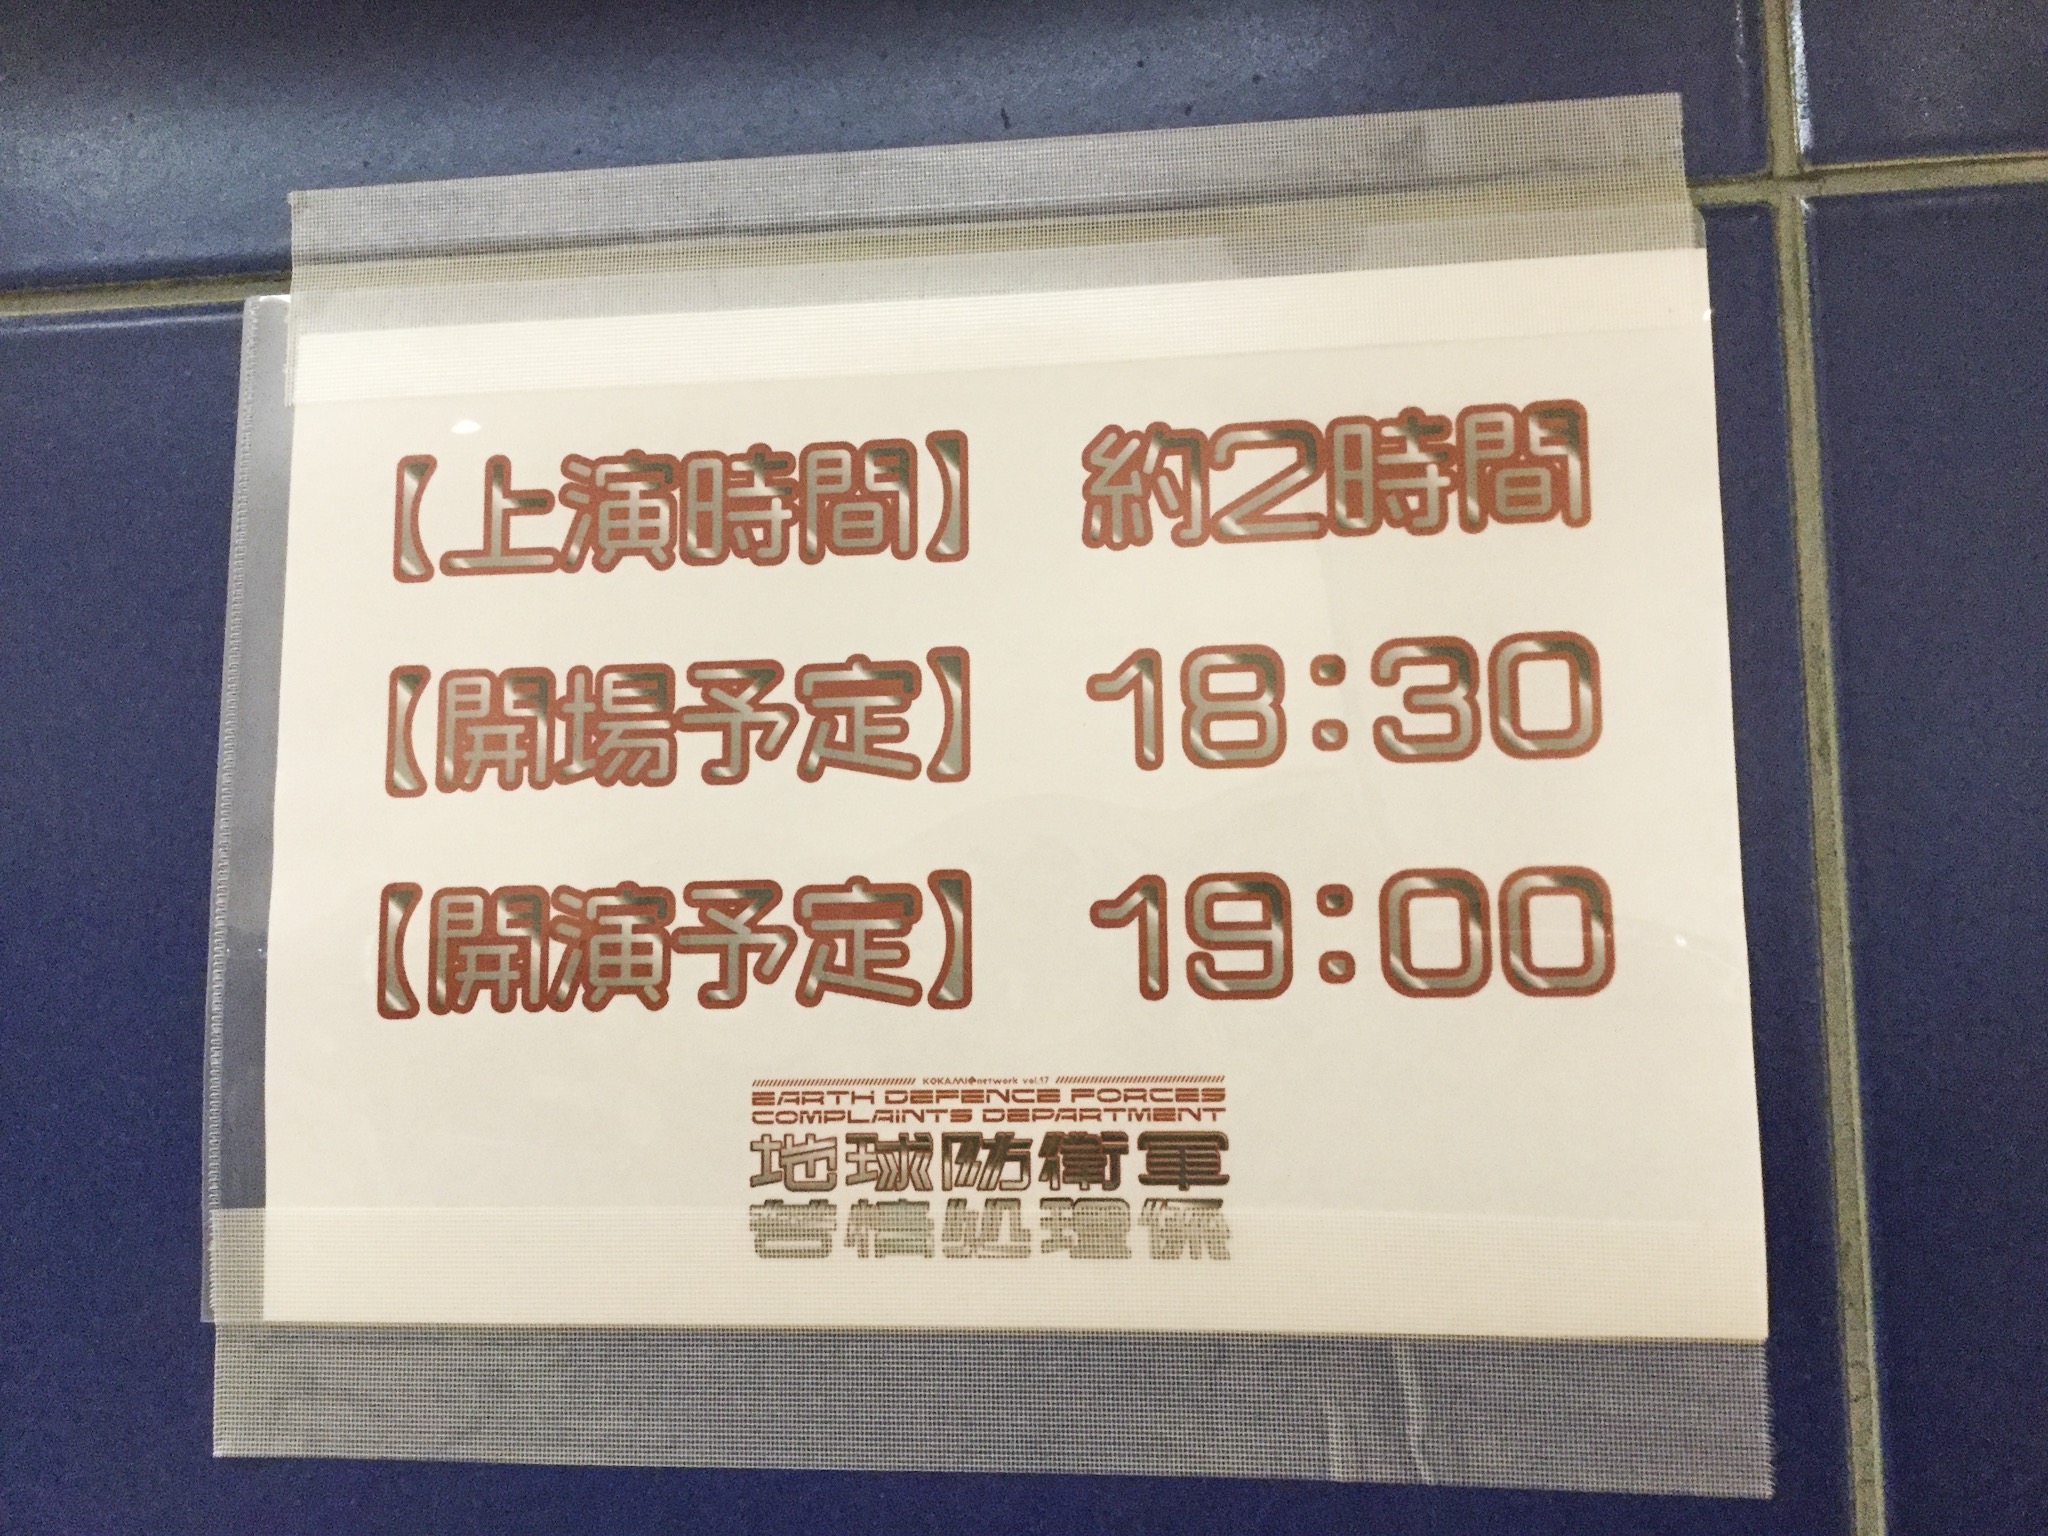 【上演時間】 約2時間
【開場予定】 18:30
【開演予定】 19:00
KOKAMI@network vol.17
EARTH DEFENCE FORCES
COMPLAINTS DEPARTMENT
地球防衛軍
苦情処理係